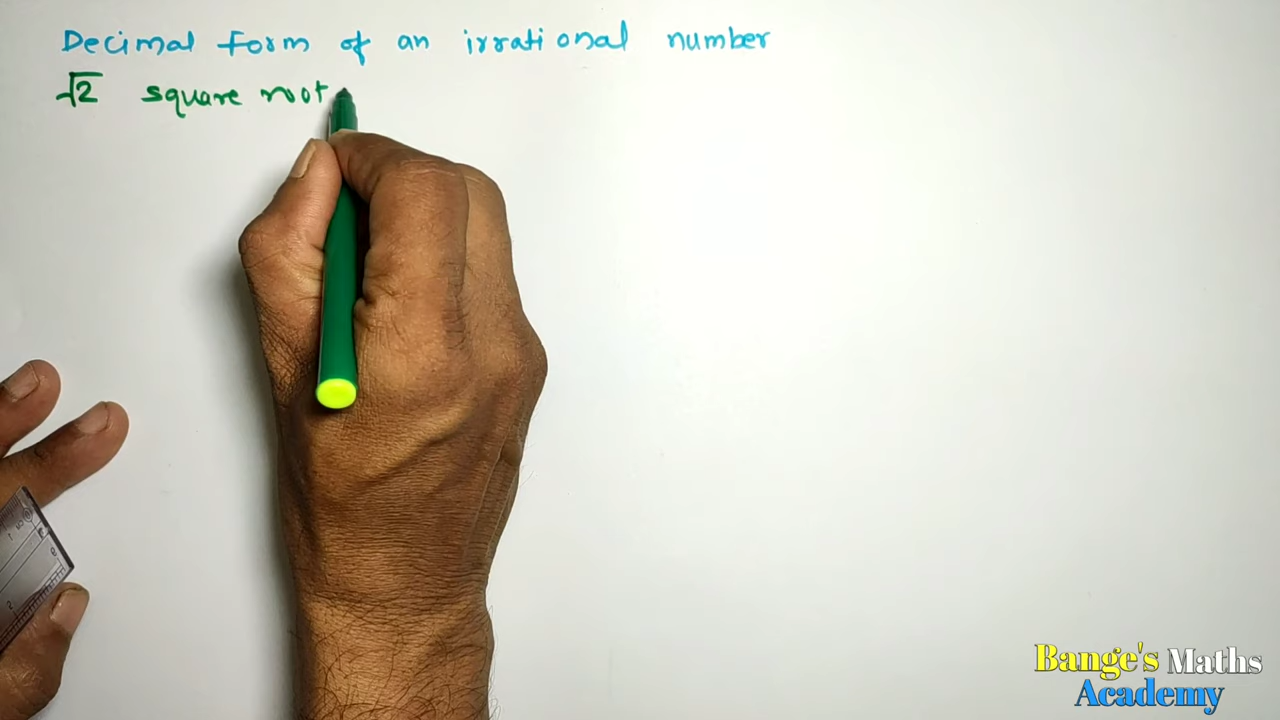 Decimal form of an irrational number
√2 square root
Bange's Maths
Academy